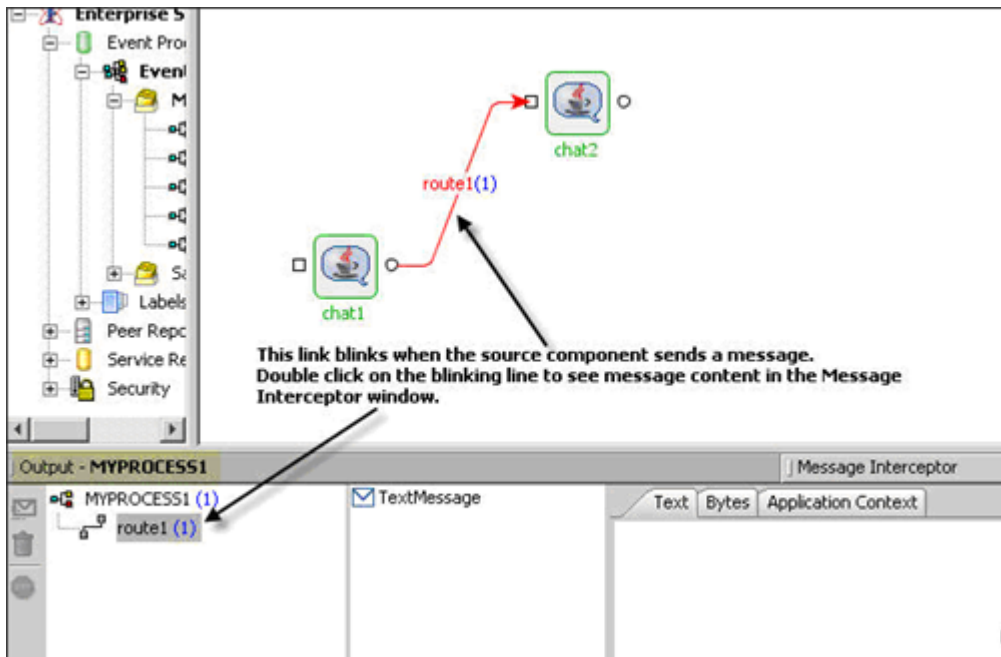 Enterprise S
Event Pro
Event
M
Sa
Labels
Peer Repc
Service Re
Security
chat2
route1(1)
chat1
This link blinks when the source component sends a message.
Double click on the blinking line to see message content in the Message
Interceptor window.
Output - MYPROCESS1
Message Interceptor
MYPROCESS1 (1)
route1 (1)
TextMessage
Text Bytes Application Context